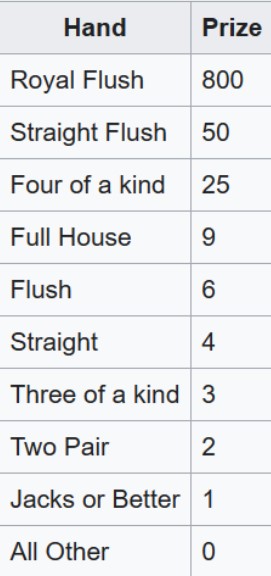 Hand Prize
Royal Flush 800
Straight Flush 50
Four of a kind 25
Full House 9
Flush 6
Straight 4
Three of a kind 3
Two Pair 2
Jacks or Better 1
All Other 0